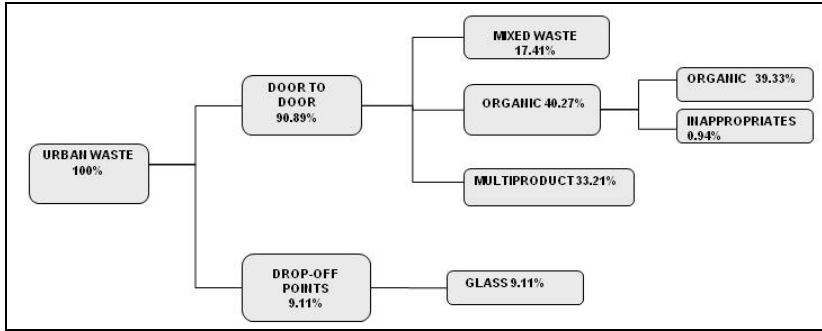 MIXED WASTE
17.41%
DOOR TO
DOOR
90.89%
ORGANIC 40.27%
ORGANIC 39.33%
INAPPROPRIATES
0.94%
URBAN WASTE
100%
MULTIPRODUCT 33.21%
DROP-OFF
POINTS
9.11%
GLASS 9.11%